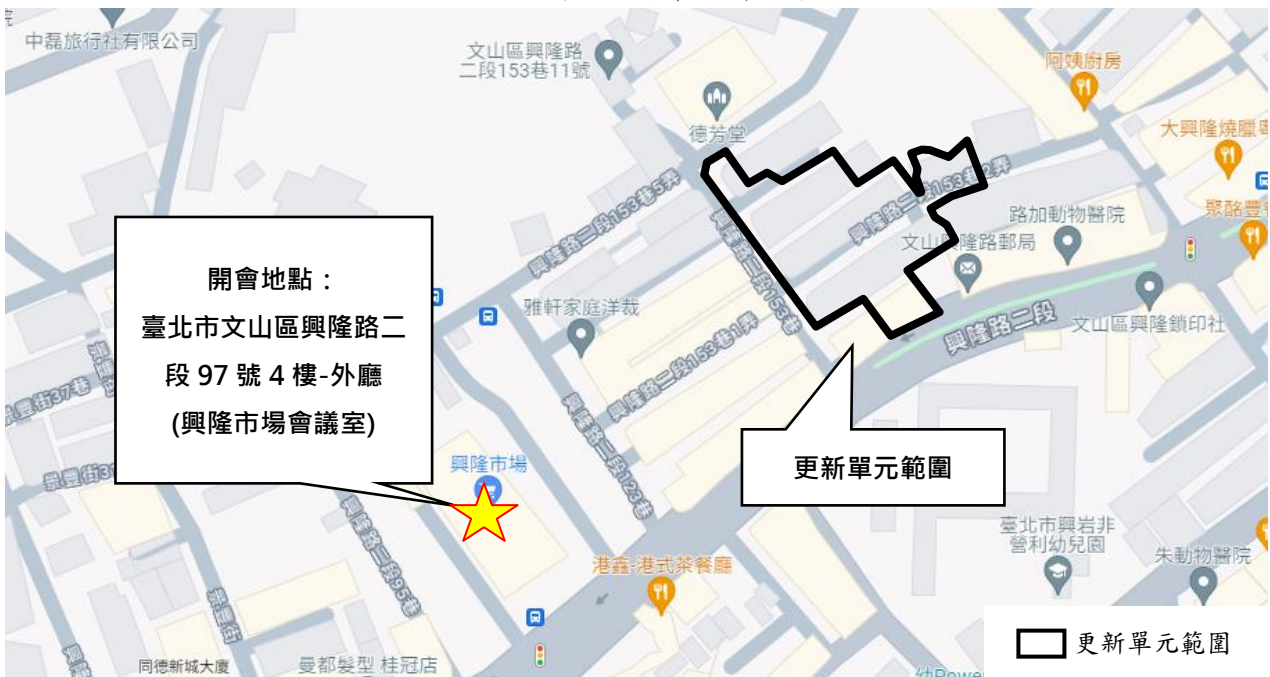 中磊旅行社有限公司
文山區興隆路
二段153巷11號
阿姨廚房
德芳堂
大興隆燒臘
興隆路二段153巷5弄
興隆路二段153巷2弄
聚酩豐
路加動物醫院
文山興隆路郵局
興隆路二段153巷
開會地點：
臺北市文山區興隆路二
段 97 號 4 樓-外廳
(興隆市場會議室)
雅軒家庭洋裁
文山區興隆鎖印社
興隆路二段
興隆路二段153巷1弄
景豐街37巷
更新單元範圍
興隆市場
興隆路二段123巷
景豐街3
臺北市興岩非
營利幼兒園
朱動物醫院
港鑫-港式茶餐廳
興隆路二段95巷
景豐街
更新單元範圍
同德新城大廈
曼都髮型 桂冠店